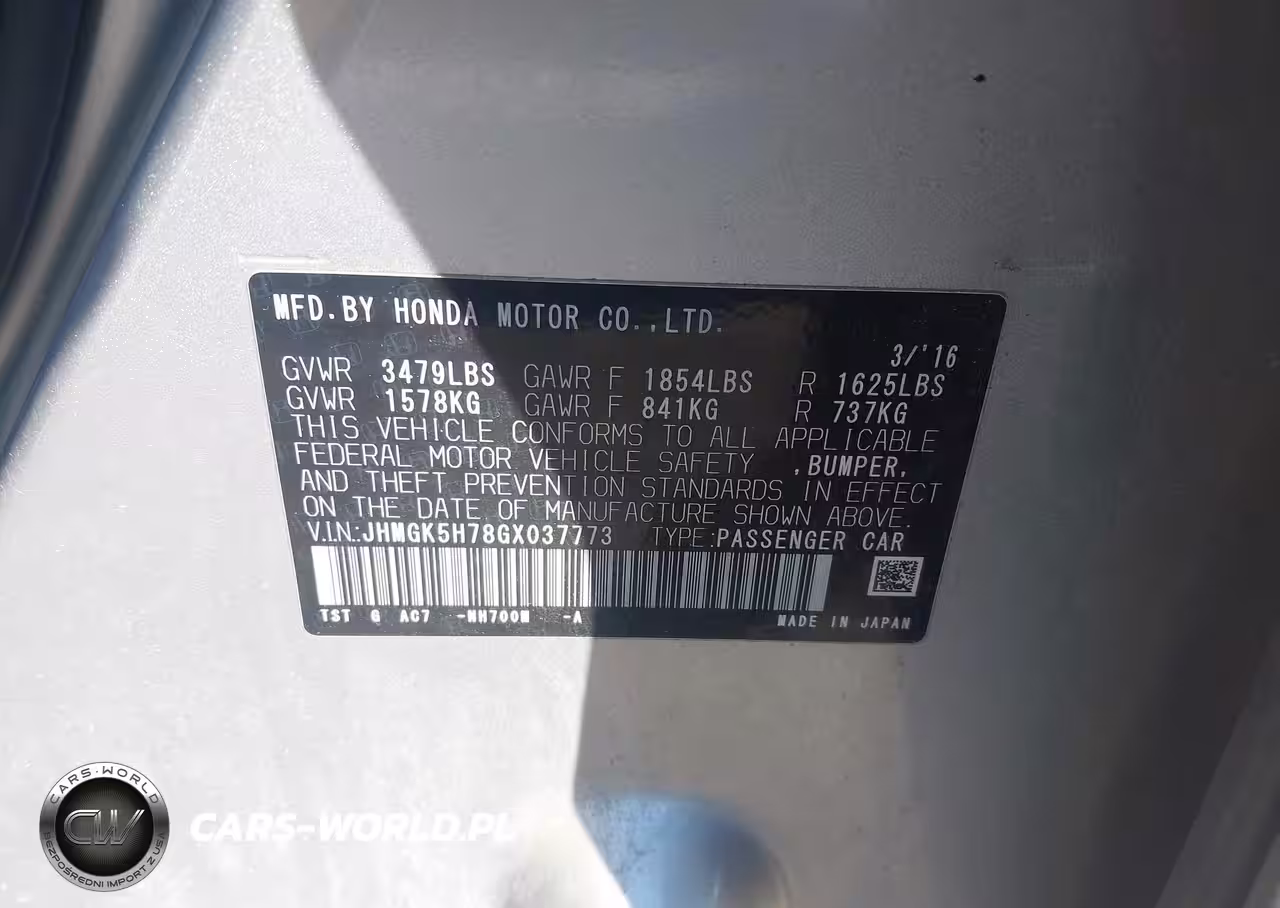 MFD.BY HONDA MOTOR CO.,LTD.
3/'16
GVWR 3479LBS GAWR F 1854LBS R 1625LBS
GVWR 1578KG GAWR F 841KG R 737KG
THIS VEHICLE CONFORMS TO ALL APPLICABLE
FEDERAL MOTOR VEHICLE SAFETY ,BUMPER,
AND THEFT PREVENTION STANDARDS IN EFFECT
ON THE DATE OF MANUFACTURE SHOWN ABOVE.
V.I.N.:JHMGK5H78GX037773 TYPE:PASSENGER CAR
TST G AC7 -NH700M -A
MADE IN JAPAN
CARS-WORLD
CW
BEZPOŚREDNI IMPORT Z USA
CARS-WORLD.PL